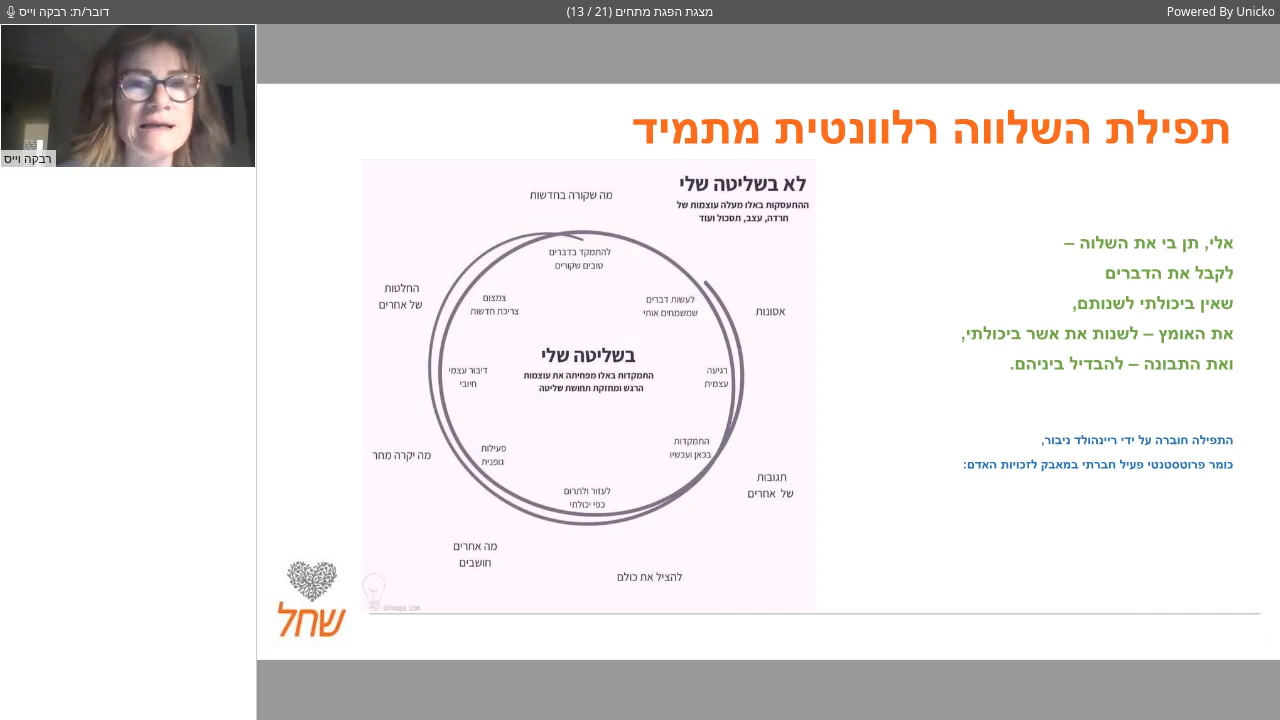 דובר/ת: רבקה וייס
מצגת הפגת מתחים (21 / 13)
Powered By Unicko
רבקה וייס
תפילת השלווה רלוונטית מתמיד
אלי, תן בי את השלוה –
לקבל את הדברים
שאין ביכולתי לשנותם,
את האומץ – לשנות את אשר ביכולתי,
ואת התבונה – להבדיל ביניהם.
התפילה חוברה על ידי ריינהולד ניבור,
כומר פרוטסטנטי פעיל חברתי במאבק לזכויות האדם:
לא בשליטה שלי
ההתעסקות באלו מעלה עוצמות של
חרדה, עצב, תסכול ועוד
מה שקורה בחדשות
אסונות
תגובות
של אחרים
להציל את כולם
מה אחרים
חושבים
מה יקרה מחר
החלטות
של אחרים
בשליטה שלי
התמקדות באלו מפחיתה את עוצמות
הרגש ומחזקת תחושת שליטה
להתמקד בדברים
טובים שקורים
לעשות דברים
שמשמחים אותי
רגיעה
עצמית
התמקדות
בכאן ועכשיו
לעזור ולתרום
כפי יכולתי
פעילות
גופנית
דיבור עצמי
חיובי
צמצום
צריכת חדשות
@noga_cbt
שחל